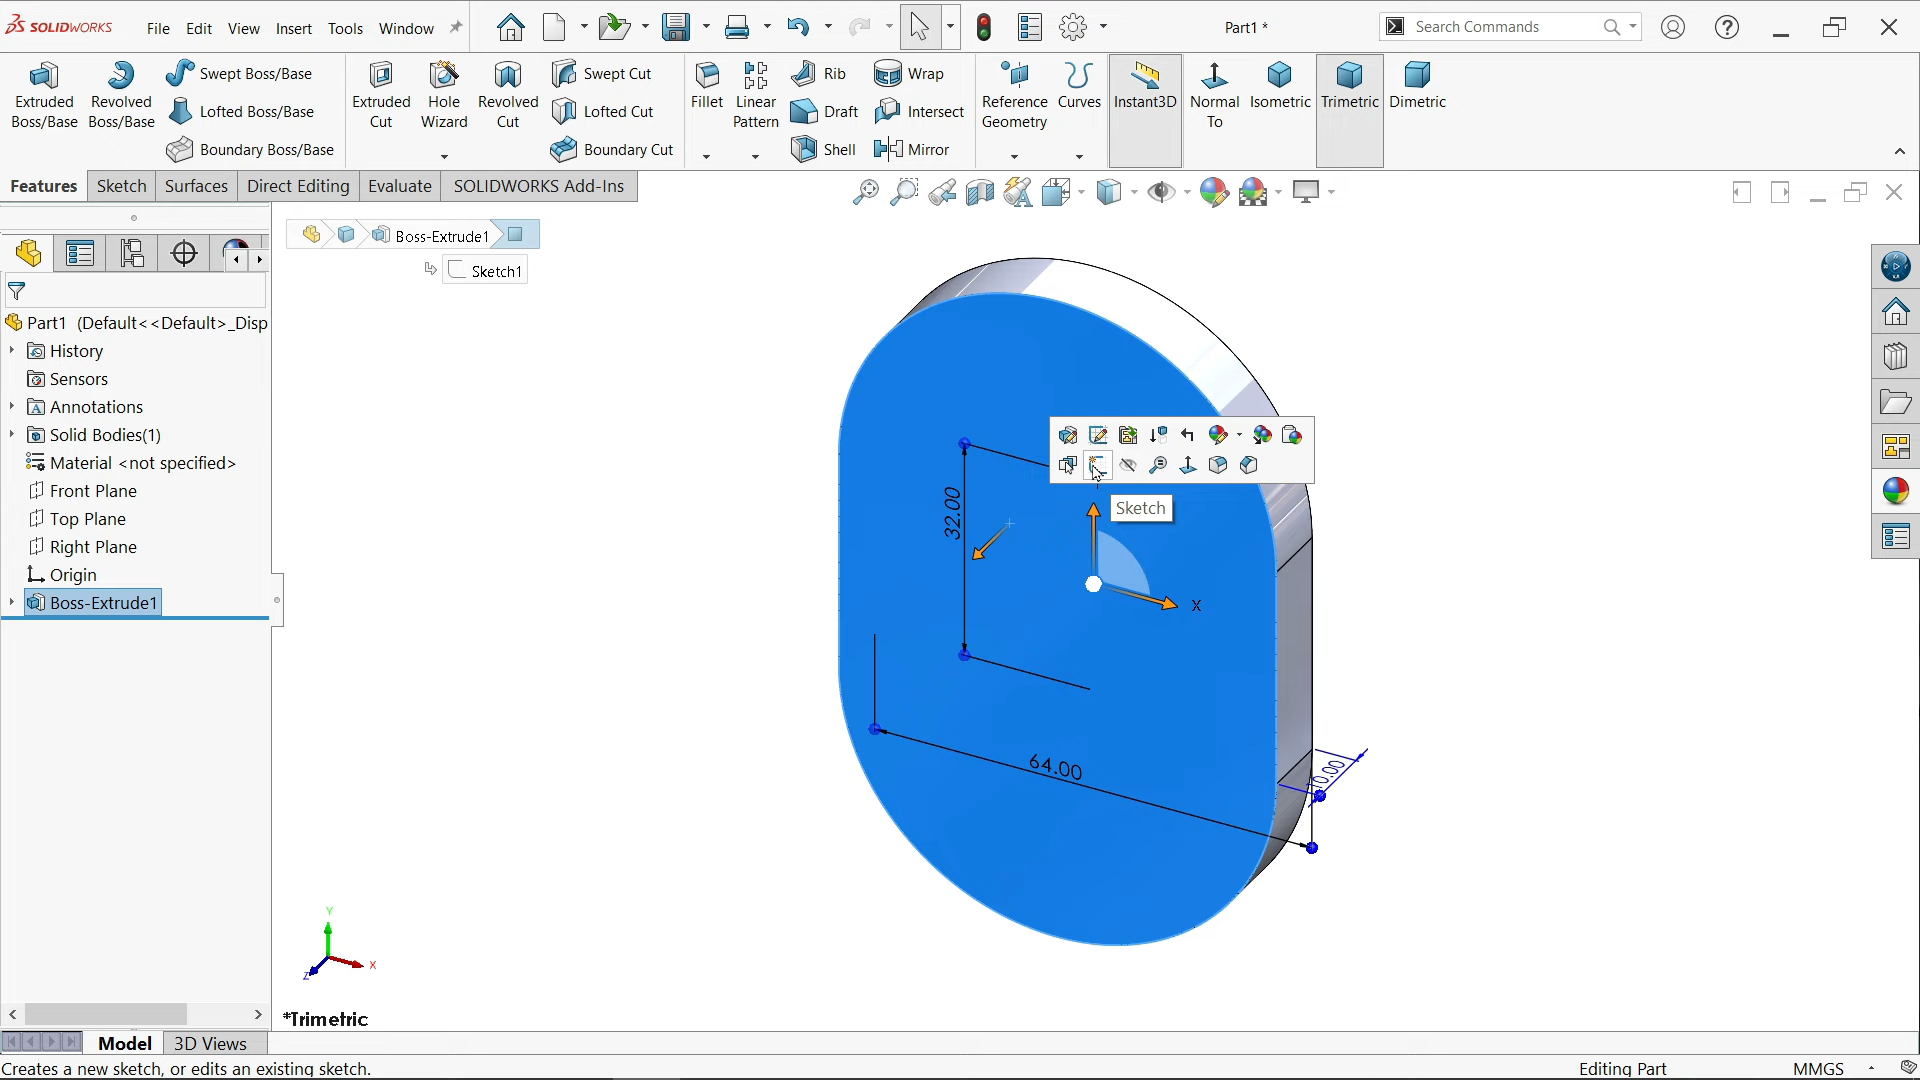 SOLIDWORKS
File Edit View Insert Tools Window
Part1 *
Search Commands
Extruded Boss/Base
Revolved Boss/Base
Swept Boss/Base
Lofted Boss/Base
Boundary Boss/Base
Extruded Cut
Hole Wizard
Revolved Cut
Swept Cut
Lofted Cut
Boundary Cut
Fillet
Linear Pattern
Rib
Draft
Shell
Wrap
Intersect
Mirror
Reference Geometry
Curves
Instant3D
Normal To
Isometric
Trimetric
Dimetric
Features Sketch Surfaces Direct Editing Evaluate SOLIDWORKS Add-Ins
Boss-Extrude1
Sketch1
Part1 (Default<<Default>_Disp
History
Sensors
Annotations
Solid Bodies(1)
Material <not specified>
Front Plane
Top Plane
Right Plane
Origin
Boss-Extrude1
Sketch
32.00
X
64.00
10.00
Y
X
Z
*Trimetric
Model 3D Views
Creates a new sketch, or edits an existing sketch.
Editing Part
MMGS